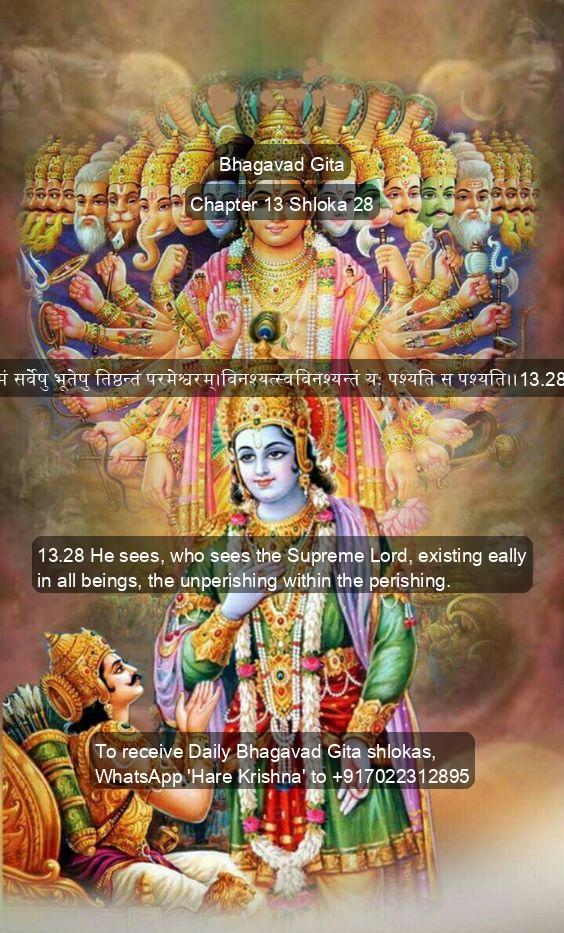 Bhagavad Gita
Chapter 13 Shloka 28
सर्वेषु भूतेषु तिष्ठन्तं परमेश्वरम्।विनश्यत्स्वविनश्यन्तं यः पश्यति स पश्यति।।13.28
13.28 He sees, who sees the Supreme Lord, existing eally
in all beings, the unperishing within the perishing.
To receive Daily Bhagavad Gita shlokas,
WhatsApp 'Hare Krishna' to +917022312895